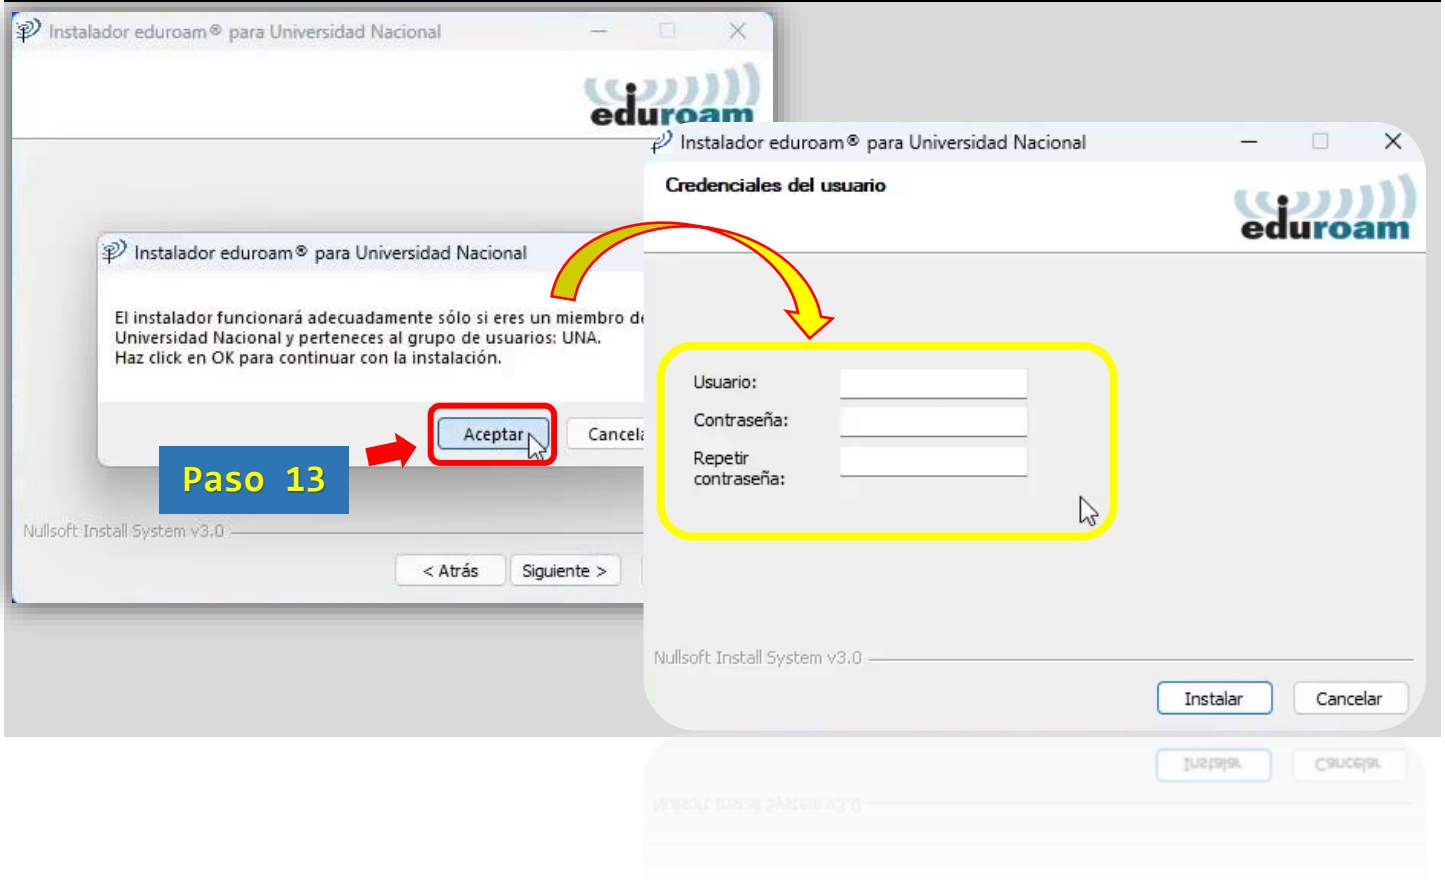 Instalador eduroam® para Universidad Nacional
eduroam
Instalador eduroam® para Universidad Nacional
El instalador funcionará adecuadamente sólo si eres un miembro de
Universidad Nacional y perteneces al grupo de usuarios: UNA.
Haz click en OK para continuar con la instalación.
Aceptar
Paso 13
Nullsoft Install System v3.0
< Atrás
Siguiente >
Instalador eduroam® para Universidad Nacional
Credenciales del usuario
eduroam
Usuario:
Contraseña:
Repetir
contraseña:
Nullsoft Install System v3.0
Instalar
Cancelar